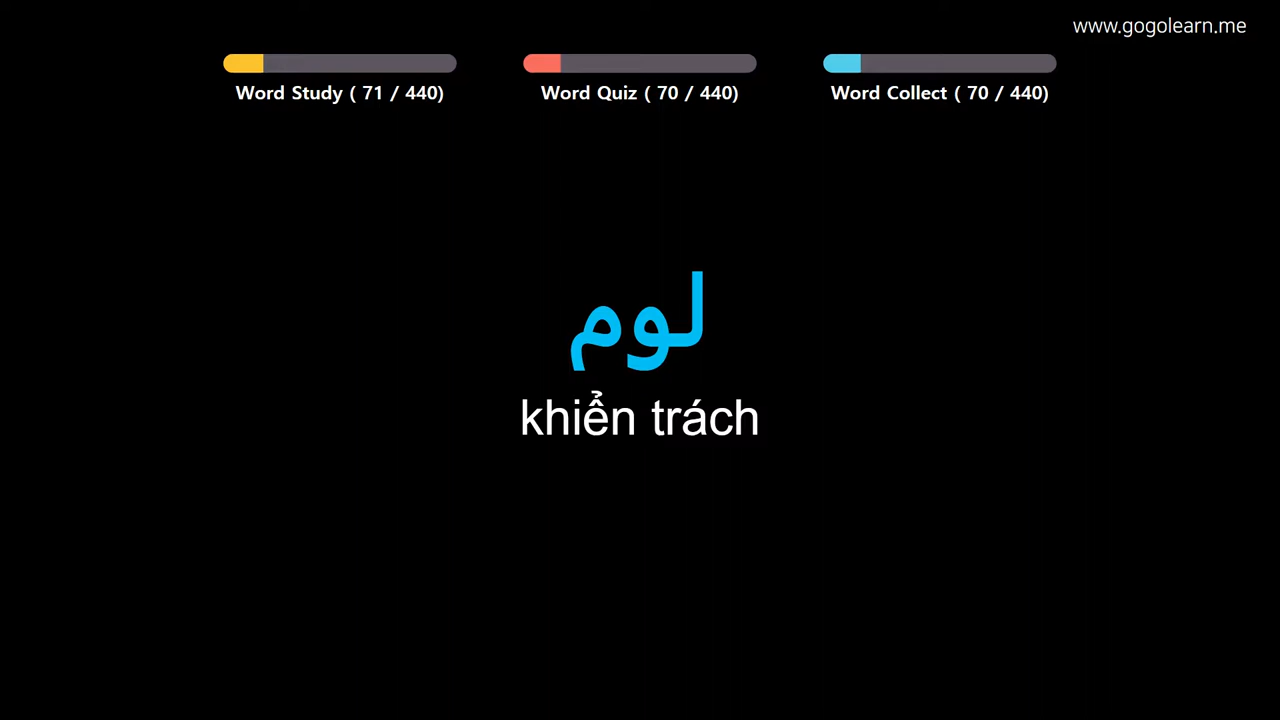 www.gogolearn.me
Word Study ( 71 / 440)
Word Quiz ( 70 / 440)
Word Collect ( 70 / 440)
لوم
khiển trách